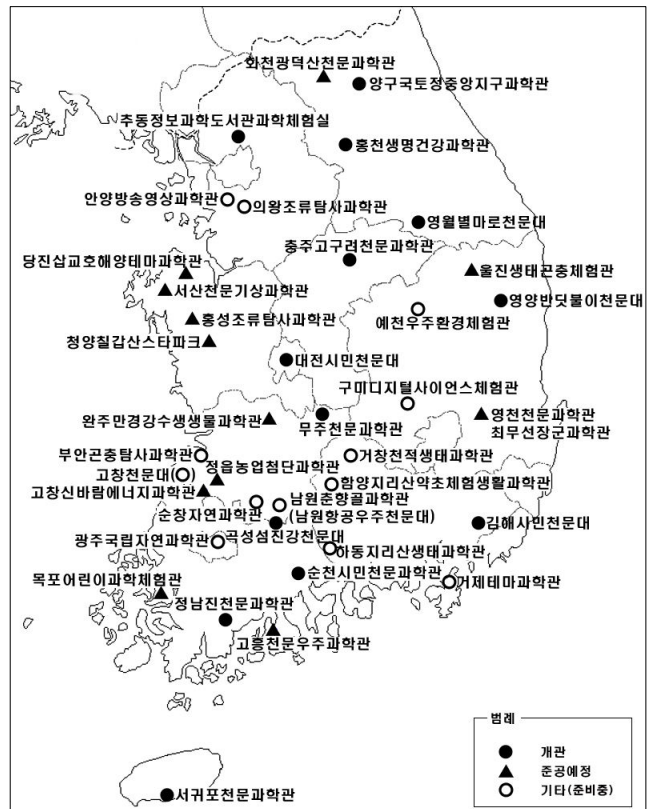 화천광덕산천문과학관
양구국토정중앙지구과학관
추동정보과학도서관과학체험실
홍천생명건강과학관
안양방송영상과학관
의왕조류탐사과학관
영월별마로천문대
충주고구려천문과학관
당진삽교호해양테마과학관
울진생태곤충체험관
서산천문기상과학관
영양반딧불이천문대
예천우주환경체험관
홍성조류탐사과학관
청양칠갑산스타파크
대전시민천문대
구미디지털사이언스체험관
완주만경강수생생물과학관
무주천문과학관
영천천문과학관
최무선장군과학관
부안곤충탐사과학관
거창천적생태과학관
정읍농업첨단과학관
고창천문대( )
함양지리산약초체험생활과학관
고창신바람에너지과학관
남원춘향골과학관
순창자연과학관
(남원항공우주천문대)
김해시민천문대
광주국립자연과학관
곡성섬진강천문대
하동지리산생태과학관
순천시민천문과학관
목포어린이과학체험관
거제테마과학관
정남진천문과학관
고흥천문우주과학관
서귀포천문과학관
범례
개관
준공예정
기타(준비중)